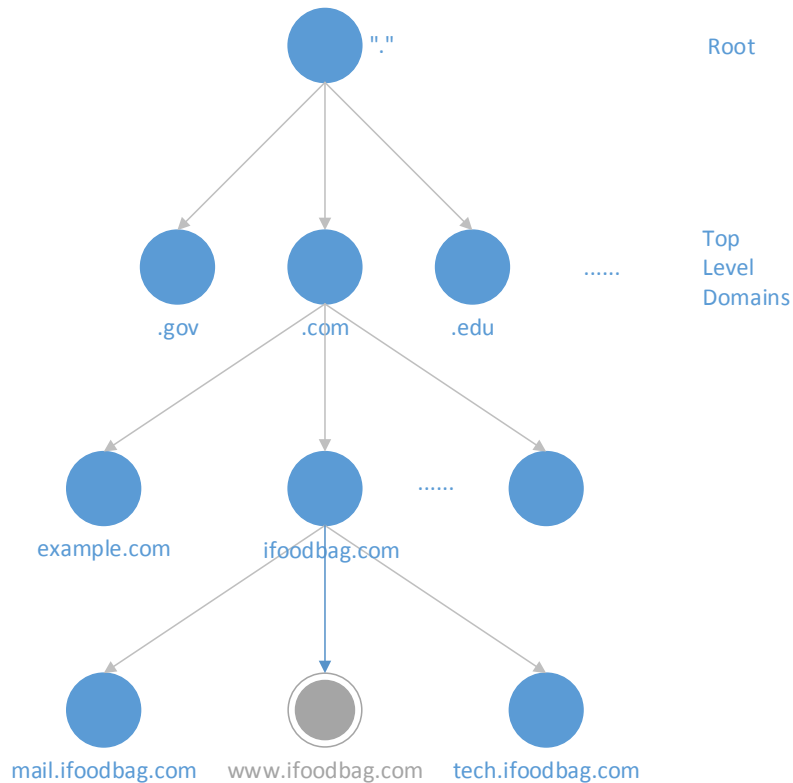 "."
Root
Top
Level
Domains
......
.gov
.com
.edu
......
example.com
ifoodbag.com
mail.ifoodbag.com
www.ifoodbag.com
tech.ifoodbag.com